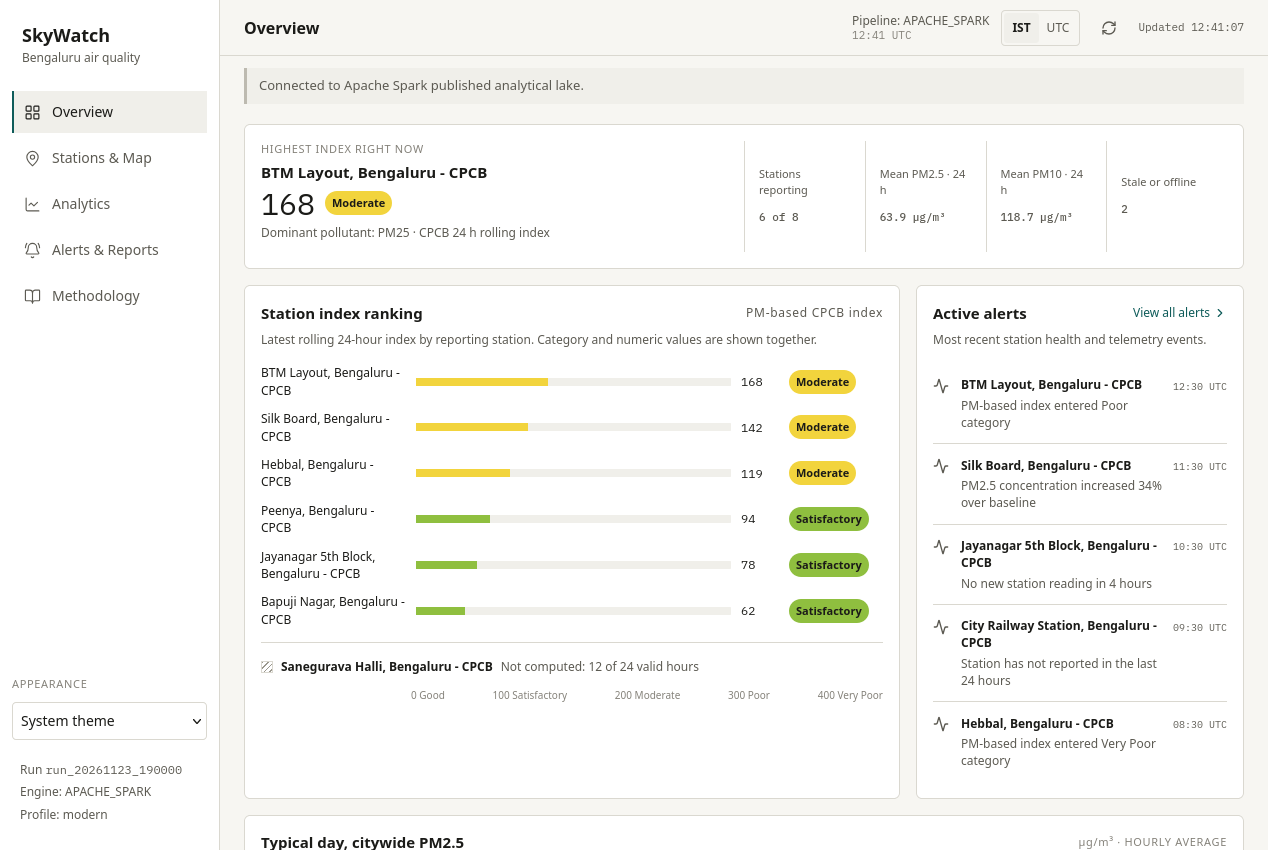 SkyWatch
Bengaluru air quality
Overview
Stations & Map
Analytics
Alerts & Reports
Methodology
APPEARANCE
System theme
Run run_20261123_190000
Engine: APACHE_SPARK
Profile: modern
Overview
Pipeline: APACHE_SPARK
12:41 UTC
IST UTC
Updated 12:41:07
Connected to Apache Spark published analytical lake.
HIGHEST INDEX RIGHT NOW
BTM Layout, Bengaluru - CPCB
168 Moderate
Dominant pollutant: PM25 · CPCB 24 h rolling index
Stations
reporting
6 of 8
Mean PM2.5 · 24
h
63.9 µg/m³
Mean PM10 · 24
h
118.7 µg/m³
Stale or offline
2
Station index ranking PM-based CPCB index
Latest rolling 24-hour index by reporting station. Category and numeric values are shown together.
BTM Layout, Bengaluru -
CPCB
168 Moderate
Silk Board, Bengaluru -
CPCB
142 Moderate
Hebbal, Bengaluru -
CPCB
119 Moderate
Peenya, Bengaluru -
CPCB
94 Satisfactory
Jayanagar 5th Block,
Bengaluru - CPCB
78 Satisfactory
Bapuji Nagar, Bengaluru -
CPCB
62 Satisfactory
Sanegurava Halli, Bengaluru - CPCB Not computed: 12 of 24 valid hours
0 Good 100 Satisfactory 200 Moderate 300 Poor 400 Very Poor
Active alerts View all alerts
Most recent station health and telemetry events.
BTM Layout, Bengaluru - CPCB 12:30 UTC
PM-based index entered Poor
category
Silk Board, Bengaluru - CPCB 11:30 UTC
PM2.5 concentration increased 34%
over baseline
Jayanagar 5th Block, Bengaluru - 10:30 UTC
CPCB
No new station reading in 4 hours
City Railway Station, Bengaluru - 09:30 UTC
CPCB
Station has not reported in the last
24 hours
Hebbal, Bengaluru - CPCB 08:30 UTC
PM-based index entered Very Poor
category
Typical day, citywide PM2.5 µg/m³ · HOURLY AVERAGE